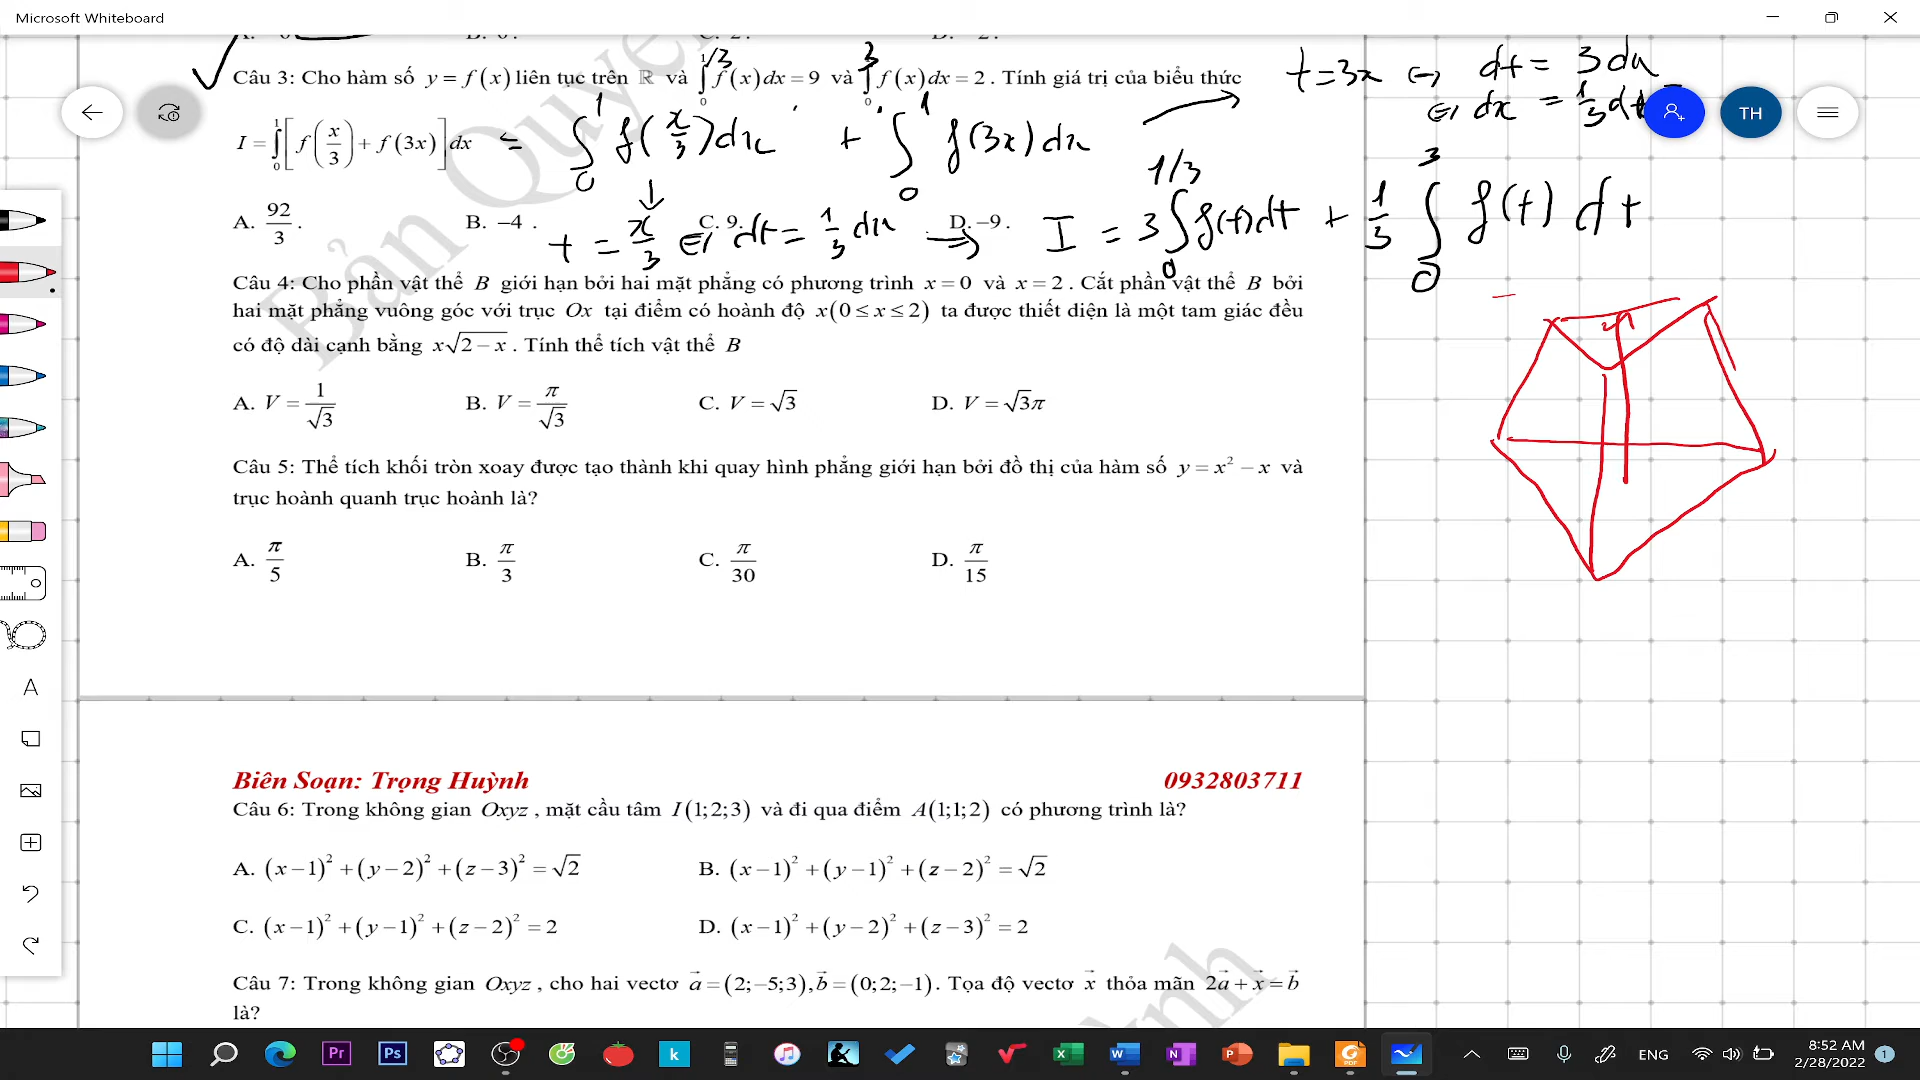 Microsoft Whiteboard
Câu 3: Cho hàm số y = f(x) liên tục trên ℝ và ∫₀^{1/3} f(x)dx = 9 và ∫₀^3 f(x)dx = 2. Tính giá trị của biểu thức
t = 3x ⇔ dt = 3dx
⇔ dx = 1/3 dt
TH
I = ∫₀¹ [f(x/3) + f(3x)]dx = ∫₀¹ f(x/3)dx + ∫₀¹ f(3x)dx
A. 92/3. B. −4. C. 9. D. −9.
t = x/3 ⇔ dt = 1/3 dx ⇒ I = 3∫₀^{1/3} f(t)dt + 1/3 ∫₀^3 f(t)dt
Câu 4: Cho phần vật thể B giới hạn bởi hai mặt phẳng có phương trình x = 0 và x = 2. Cắt phần vật thể B bởi
hai mặt phẳng vuông góc với trục Ox tại điểm có hoành độ x(0 ≤ x ≤ 2) ta được thiết diện là một tam giác đều
có độ dài cạnh bằng x√(2−x). Tính thể tích vật thể B
A. V = 1/√3 B. V = π/√3 C. V = √3 D. V = √3π
Câu 5: Thể tích khối tròn xoay được tạo thành khi quay hình phẳng giới hạn bởi đồ thị của hàm số y = x² − x và
trục hoành quanh trục hoành là?
A. π/5 B. π/3 C. π/30 D. π/15
Bản Quyền
Biên Soạn: Trọng Huỳnh 0932803711
Câu 6: Trong không gian Oxyz, mặt cầu tâm I(1;2;3) và đi qua điểm A(1;1;2) có phương trình là?
A. (x−1)² + (y−2)² + (z−3)² = √2 B. (x−1)² + (y−1)² + (z−2)² = √2
C. (x−1)² + (y−1)² + (z−2)² = 2 D. (x−1)² + (y−2)² + (z−3)² = 2
Câu 7: Trong không gian Oxyz, cho hai vectơ a⃗ = (2;−5;3), b⃗ = (0;2;−1). Tọa độ vectơ x⃗ thỏa mãn 2a⃗ + x⃗ = b⃗
là?
ENG
8:52 AM
2/28/2022
1